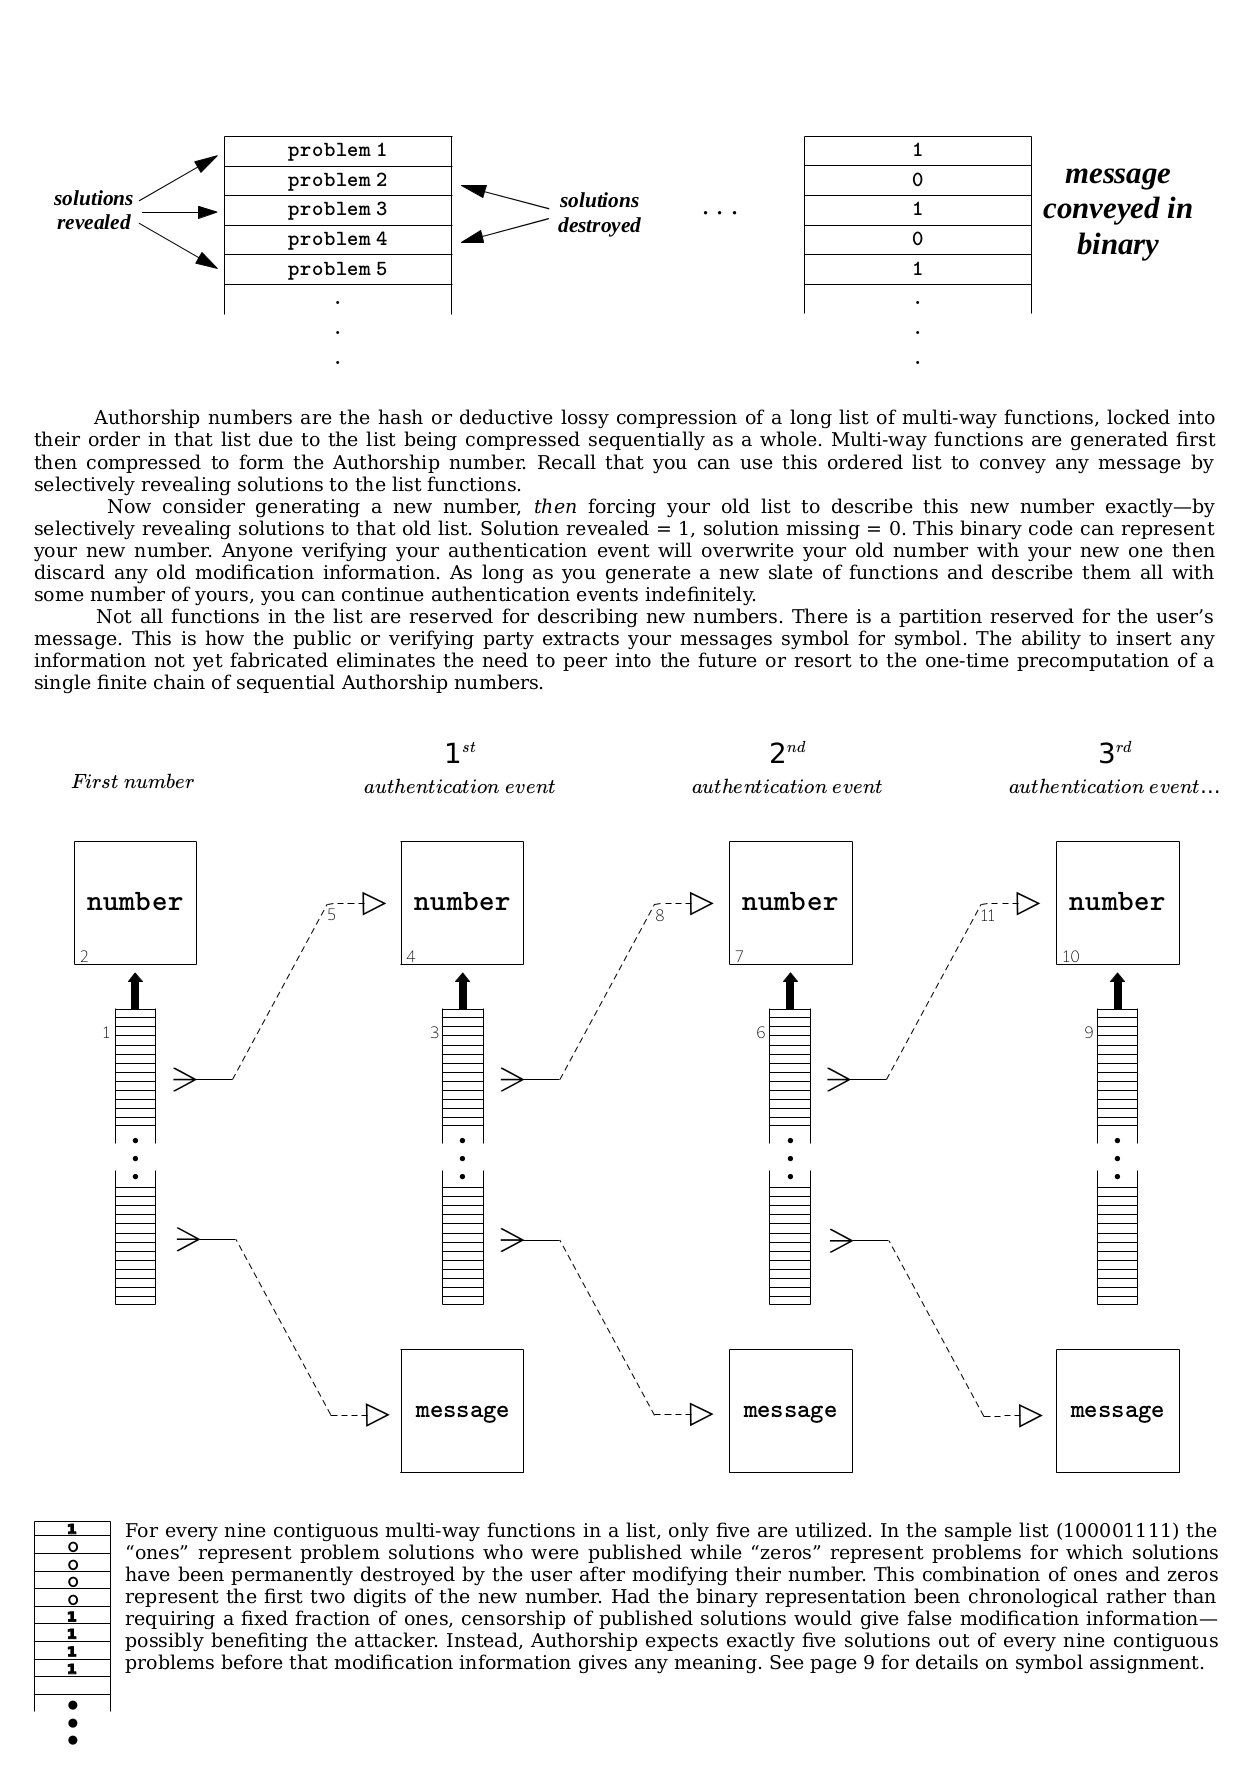 problem 1
problem 2
problem 3
problem 4
problem 5
.
.
.
solutions
revealed
solutions
destroyed
. . .
1
0
1
0
1
.
.
.
message
conveyed in
binary
Authorship numbers are the hash or deductive lossy compression of a long list of multi-way functions, locked into
their order in that list due to the list being compressed sequentially as a whole. Multi-way functions are generated first
then compressed to form the Authorship number. Recall that you can use this ordered list to convey any message by
selectively revealing solutions to the list functions.
Now consider generating a new number, then forcing your old list to describe this new number exactly—by
selectively revealing solutions to that old list. Solution revealed = 1, solution missing = 0. This binary code can represent
your new number. Anyone verifying your authentication event will overwrite your old number with your new one then
discard any old modification information. As long as you generate a new slate of functions and describe them all with
some number of yours, you can continue authentication events indefinitely.
Not all functions in the list are reserved for describing new numbers. There is a partition reserved for the user's
message. This is how the public or verifying party extracts your messages symbol for symbol. The ability to insert any
information not yet fabricated eliminates the need to peer into the future or resort to the one-time precomputation of a
single finite chain of sequential Authorship numbers.
First number
1st
authentication event
2nd
authentication event
3rd
authentication event...
number
2
5
number
4
8
number
7
11
number
10
1
3
6
9
message
message
message
1
0
0
0
0
1
1
1
1
For every nine contiguous multi-way functions in a list, only five are utilized. In the sample list (100001111) the
“ones” represent problem solutions who were published while “zeros” represent problems for which solutions
have been permanently destroyed by the user after modifying their number. This combination of ones and zeros
represent the first two digits of the new number. Had the binary representation been chronological rather than
requiring a fixed fraction of ones, censorship of published solutions would give false modification information—
possibly benefiting the attacker. Instead, Authorship expects exactly five solutions out of every nine contiguous
problems before that modification information gives any meaning. See page 9 for details on symbol assignment.